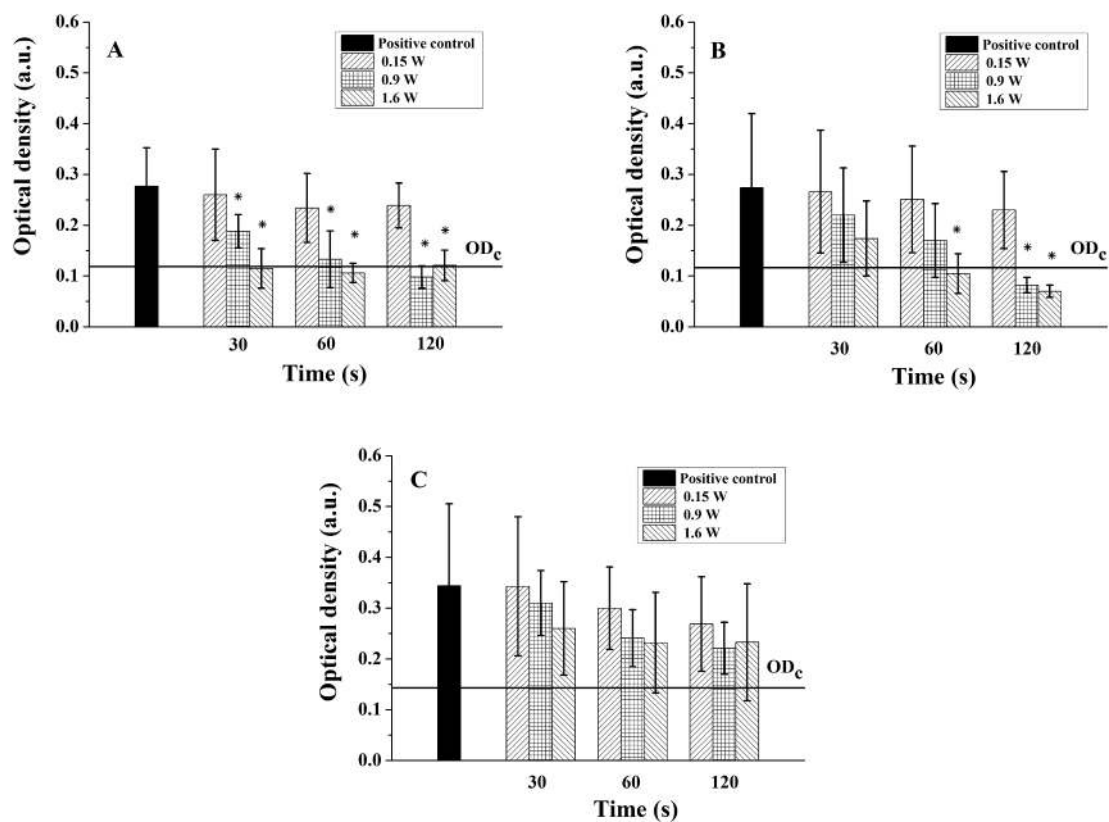 A
Positive control
0.15 W
0.9 W
1.6 W
Optical density (a.u.)
0.6
0.5
0.4
0.3
0.2
0.1
0.0
* * * * * *
ODc
30 60 120
Time (s)
B
Positive control
0.15 W
0.9 W
1.6 W
Optical density (a.u.)
0.6
0.5
0.4
0.3
0.2
0.1
0.0
* * *
ODc
30 60 120
Time (s)
C
Positive control
0.15 W
0.9 W
1.6 W
Optical density (a.u.)
0.6
0.5
0.4
0.3
0.2
0.1
0.0
ODc
30 60 120
Time (s)